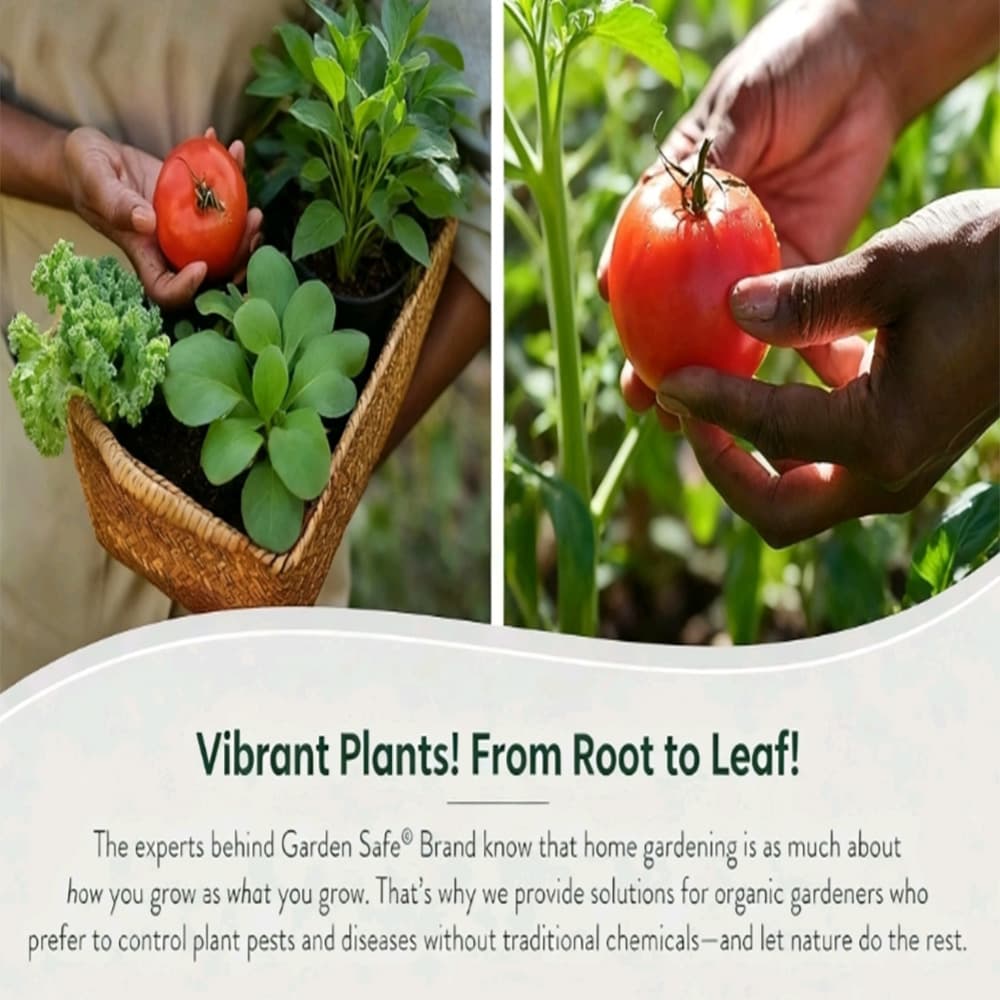 Vibrant Plants! From Root to Leaf!
The experts behind Garden Safe® Brand know that home gardening is as much about
how you grow as what you grow. That's why we provide solutions for organic gardeners who
prefer to control plant pests and diseases without traditional chemicals—and let nature do the rest.